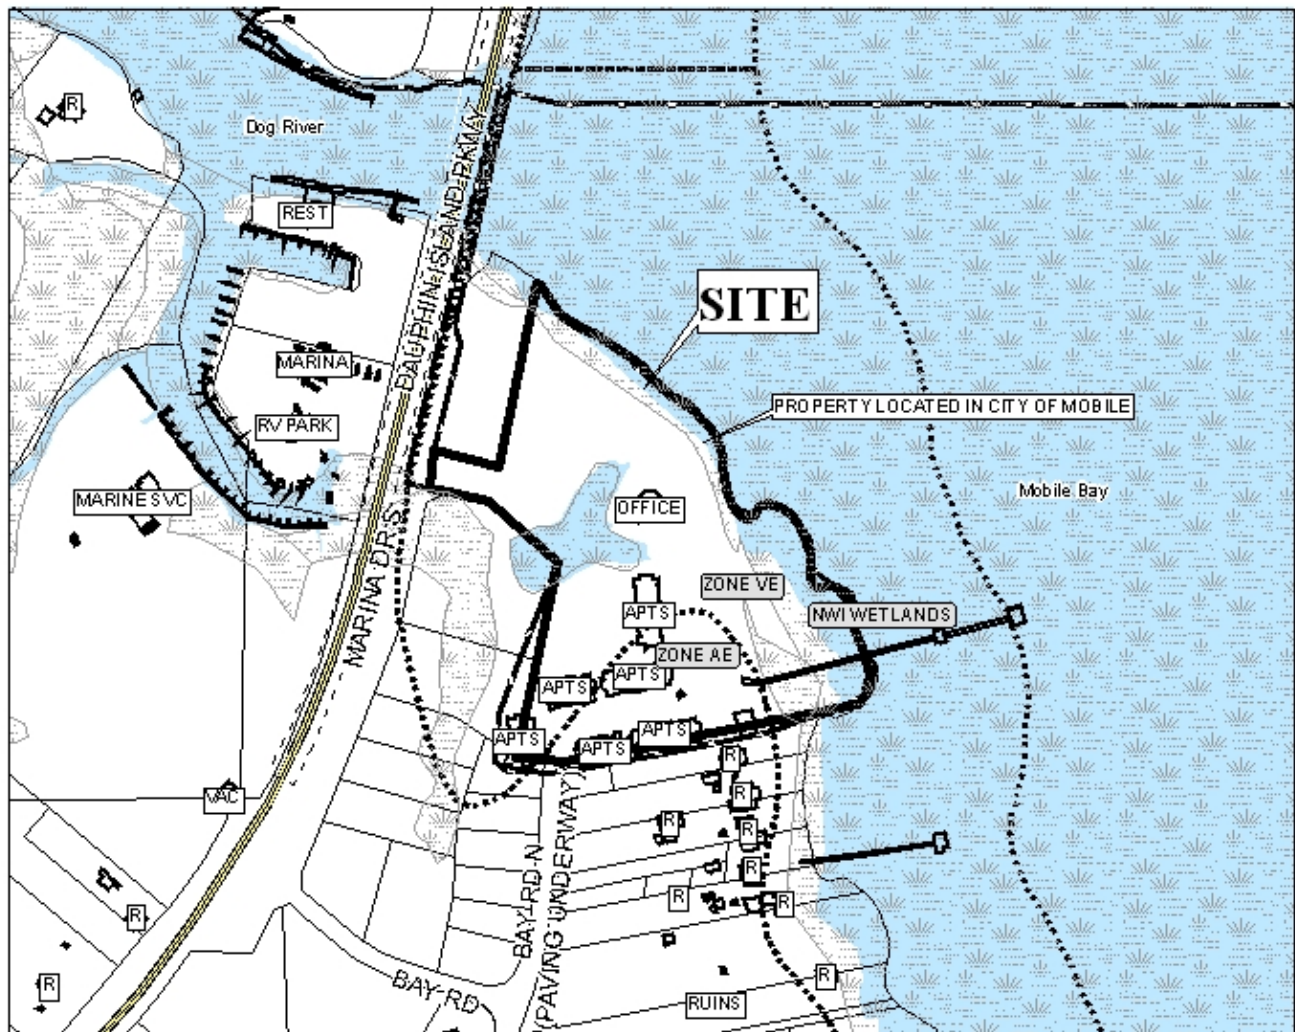 R
Dog River
REST
DAUPHIN ISLAND PKWY
SITE
MARINA
PROPERTY LOCATED IN CITY OF MOBILE
RV PARK
MARINE SVC
OFFICE
Mobile Bay
MARINA DR S
ZONE VE
APTS
NWI WETLANDS
ZONE AE
APTS
APTS
APTS
APTS
APTS
R
VAC
R
R
R
R
R
R
R
BAY RD N
(PAVING UNDERWAY)
R
BAY RD
R
RUINS